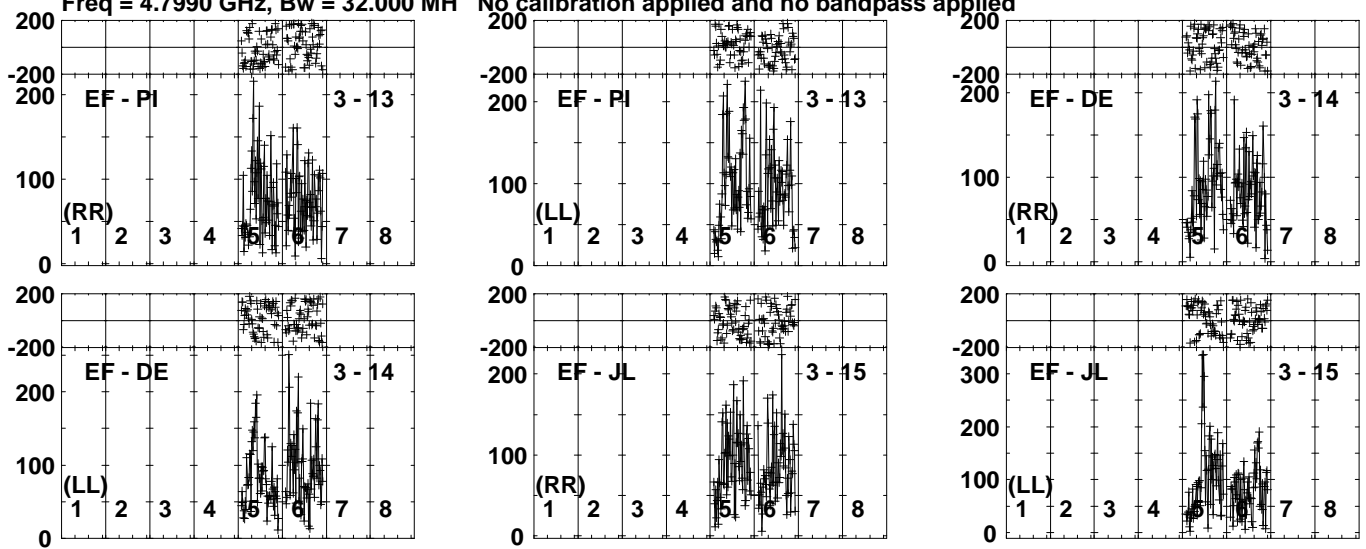 Freq = 4.7990 GHz, Bw = 32.000 MH No calibration applied and no bandpass applied
200
-200
200
100
0
EF - PI 3 - 13
(RR)
1 2 3 4 5 6 7 8
200
-200
200
100
0
EF - PI 3 - 13
(LL)
1 2 3 4 5 6 7 8
200
-200
200
100
0
EF - DE 3 - 14
(RR)
1 2 3 4 5 6 7 8
200
-200
200
100
0
EF - DE 3 - 14
(LL)
1 2 3 4 5 6 7 8
200
-200
200
100
0
EF - JL 3 - 15
(RR)
1 2 3 4 5 6 7 8
200
-200
300
200
100
0
EF - JL 3 - 15
(LL)
1 2 3 4 5 6 7 8